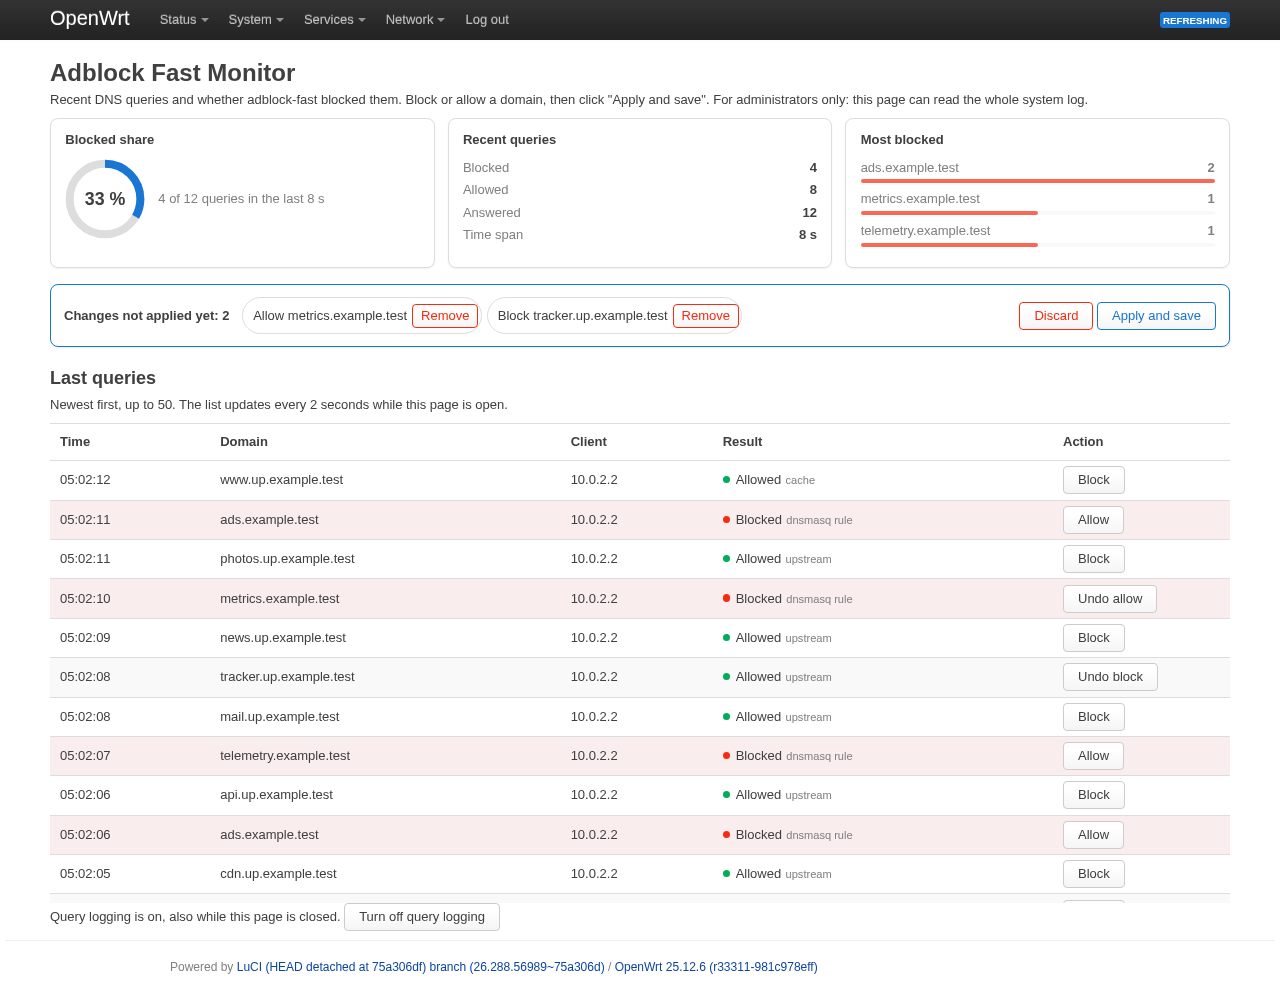 OpenWrt Status System Services Network Log out REFRESHING
Adblock Fast Monitor
Recent DNS queries and whether adblock-fast blocked them. Block or allow a domain, then click "Apply and save". For administrators only: this page can read the whole system log.
Blocked share
33 %
4 of 12 queries in the last 8 s
Recent queries
Blocked 4
Allowed 8
Answered 12
Time span 8 s
Most blocked
ads.example.test 2
metrics.example.test 1
telemetry.example.test 1
Changes not applied yet: 2 Allow metrics.example.test Remove Block tracker.up.example.test Remove Discard Apply and save
Last queries
Newest first, up to 50. The list updates every 2 seconds while this page is open.
Time Domain Client Result Action
05:02:12 www.up.example.test 10.0.2.2 Allowed cache Block
05:02:11 ads.example.test 10.0.2.2 Blocked dnsmasq rule Allow
05:02:11 photos.up.example.test 10.0.2.2 Allowed upstream Block
05:02:10 metrics.example.test 10.0.2.2 Blocked dnsmasq rule Undo allow
05:02:09 news.up.example.test 10.0.2.2 Allowed upstream Block
05:02:08 tracker.up.example.test 10.0.2.2 Allowed upstream Undo block
05:02:08 mail.up.example.test 10.0.2.2 Allowed upstream Block
05:02:07 telemetry.example.test 10.0.2.2 Blocked dnsmasq rule Allow
05:02:06 api.up.example.test 10.0.2.2 Allowed upstream Block
05:02:06 ads.example.test 10.0.2.2 Blocked dnsmasq rule Allow
05:02:05 cdn.up.example.test 10.0.2.2 Allowed upstream Block
Query logging is on, also while this page is closed. Turn off query logging
Powered by LuCI (HEAD detached at 75a306df) branch (26.288.56989~75a306d) / OpenWrt 25.12.6 (r33311-981c978eff)